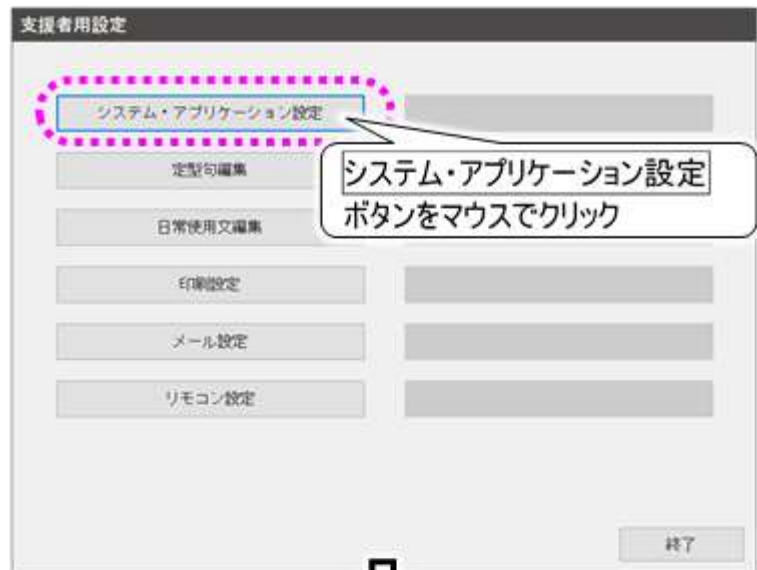 支援者用設定
システム・アプリケーション設定
システム・アプリケーション設定
ボタンをマウスでクリック
定型句編集
日常使用文編集
印刷設定
メール設定
リモコン設定
終了